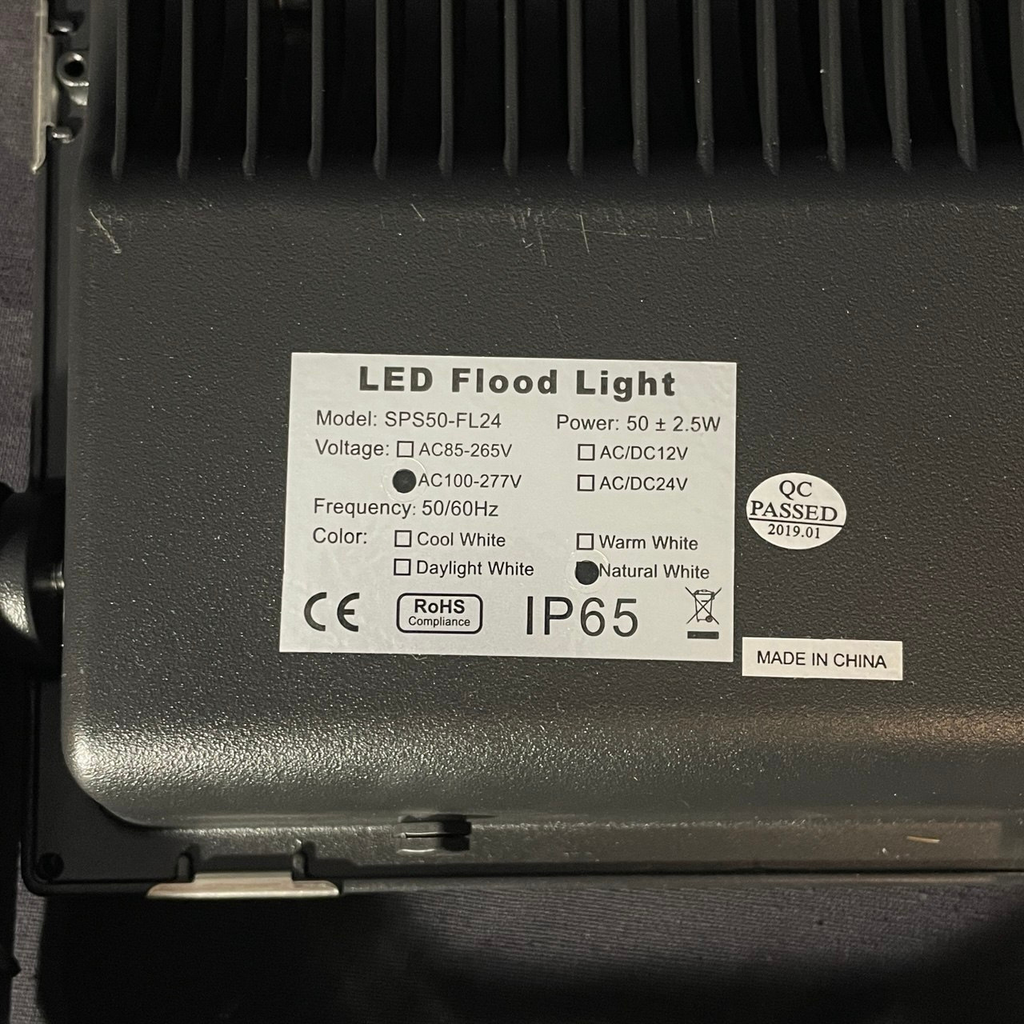 LED Flood Light
Model: SPS50-FL24 Power: 50 ± 2.5W
Voltage: AC85-265V AC/DC12V
AC100-277V AC/DC24V
Frequency: 50/60Hz
Color: Cool White Warm White
Daylight White Natural White
CE RoHS Compliance IP65
QC
PASSED
2019.01
MADE IN CHINA